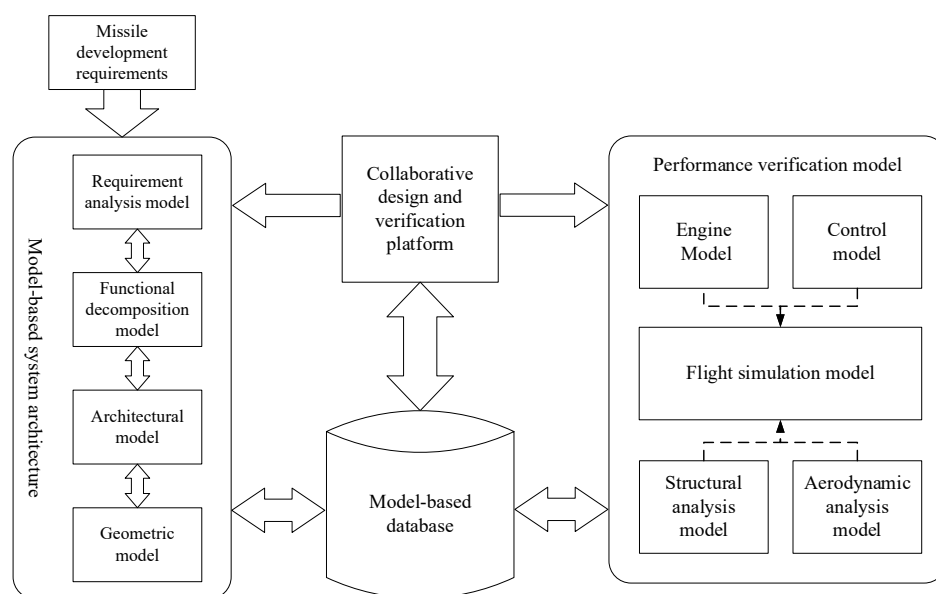 Missile
development
requirements
Model-based system architecture
Requirement
analysis model
Functional
decomposition
model
Architectural
model
Geometric
model
Collaborative
design and
verification
platform
Model-based
database
Performance verification model
Engine
Model
Control
model
Flight simulation model
Structural
analysis
model
Aerodynamic
analysis
model